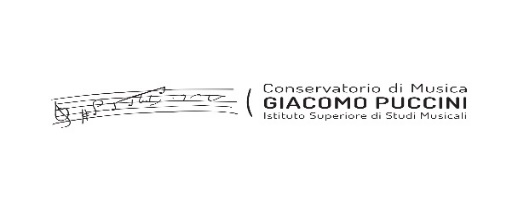 Conservatorio di Musica
GIACOMO PUCCINI
Istituto Superiore di Studi Musicali